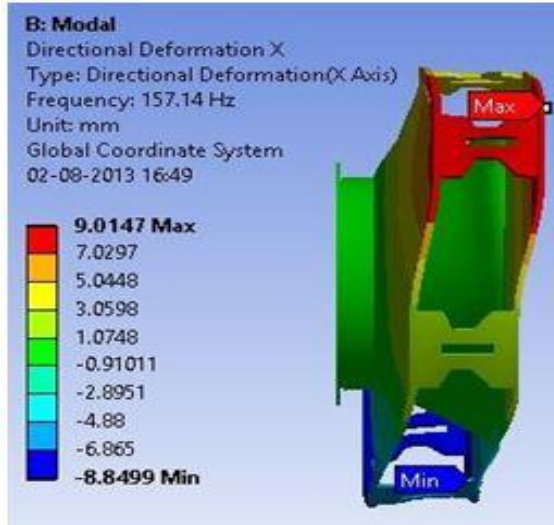 B: Modal
Directional Deformation X
Type: Directional Deformation(X Axis)
Frequency: 157.14 Hz
Unit: mm
Global Coordinate System
02-08-2013 16:49
9.0147 Max
7.0297
5.0448
3.0598
1.0748
-0.91011
-2.8951
-4.88
-6.865
-8.8499 Min
Max
Min